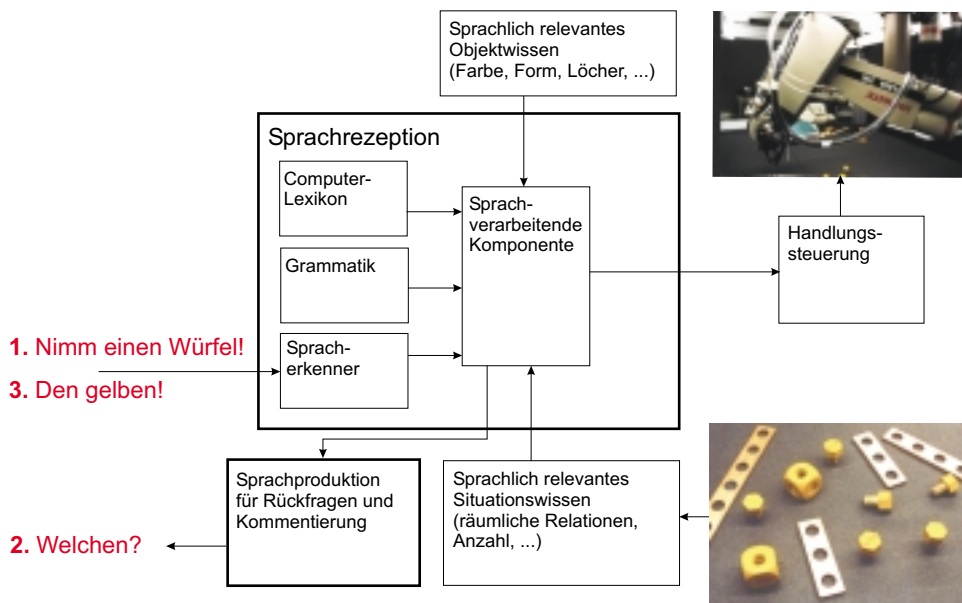 Sprachlich relevantes
Objektwissen
(Farbe, Form, Löcher, ...)
Sprachrezeption
Computer-
Lexikon
Sprach-
verarbeitende
Komponente
Handlungs-
steuerung
Grammatik
1. Nimm einen Würfel!
Sprach-
erkenner
3. Den gelben!
Sprachproduktion
für Rückfragen und
Kommentierung
Sprachlich relevantes
Situationswissen
(räumliche Relationen,
Anzahl, ...)
2. Welchen?